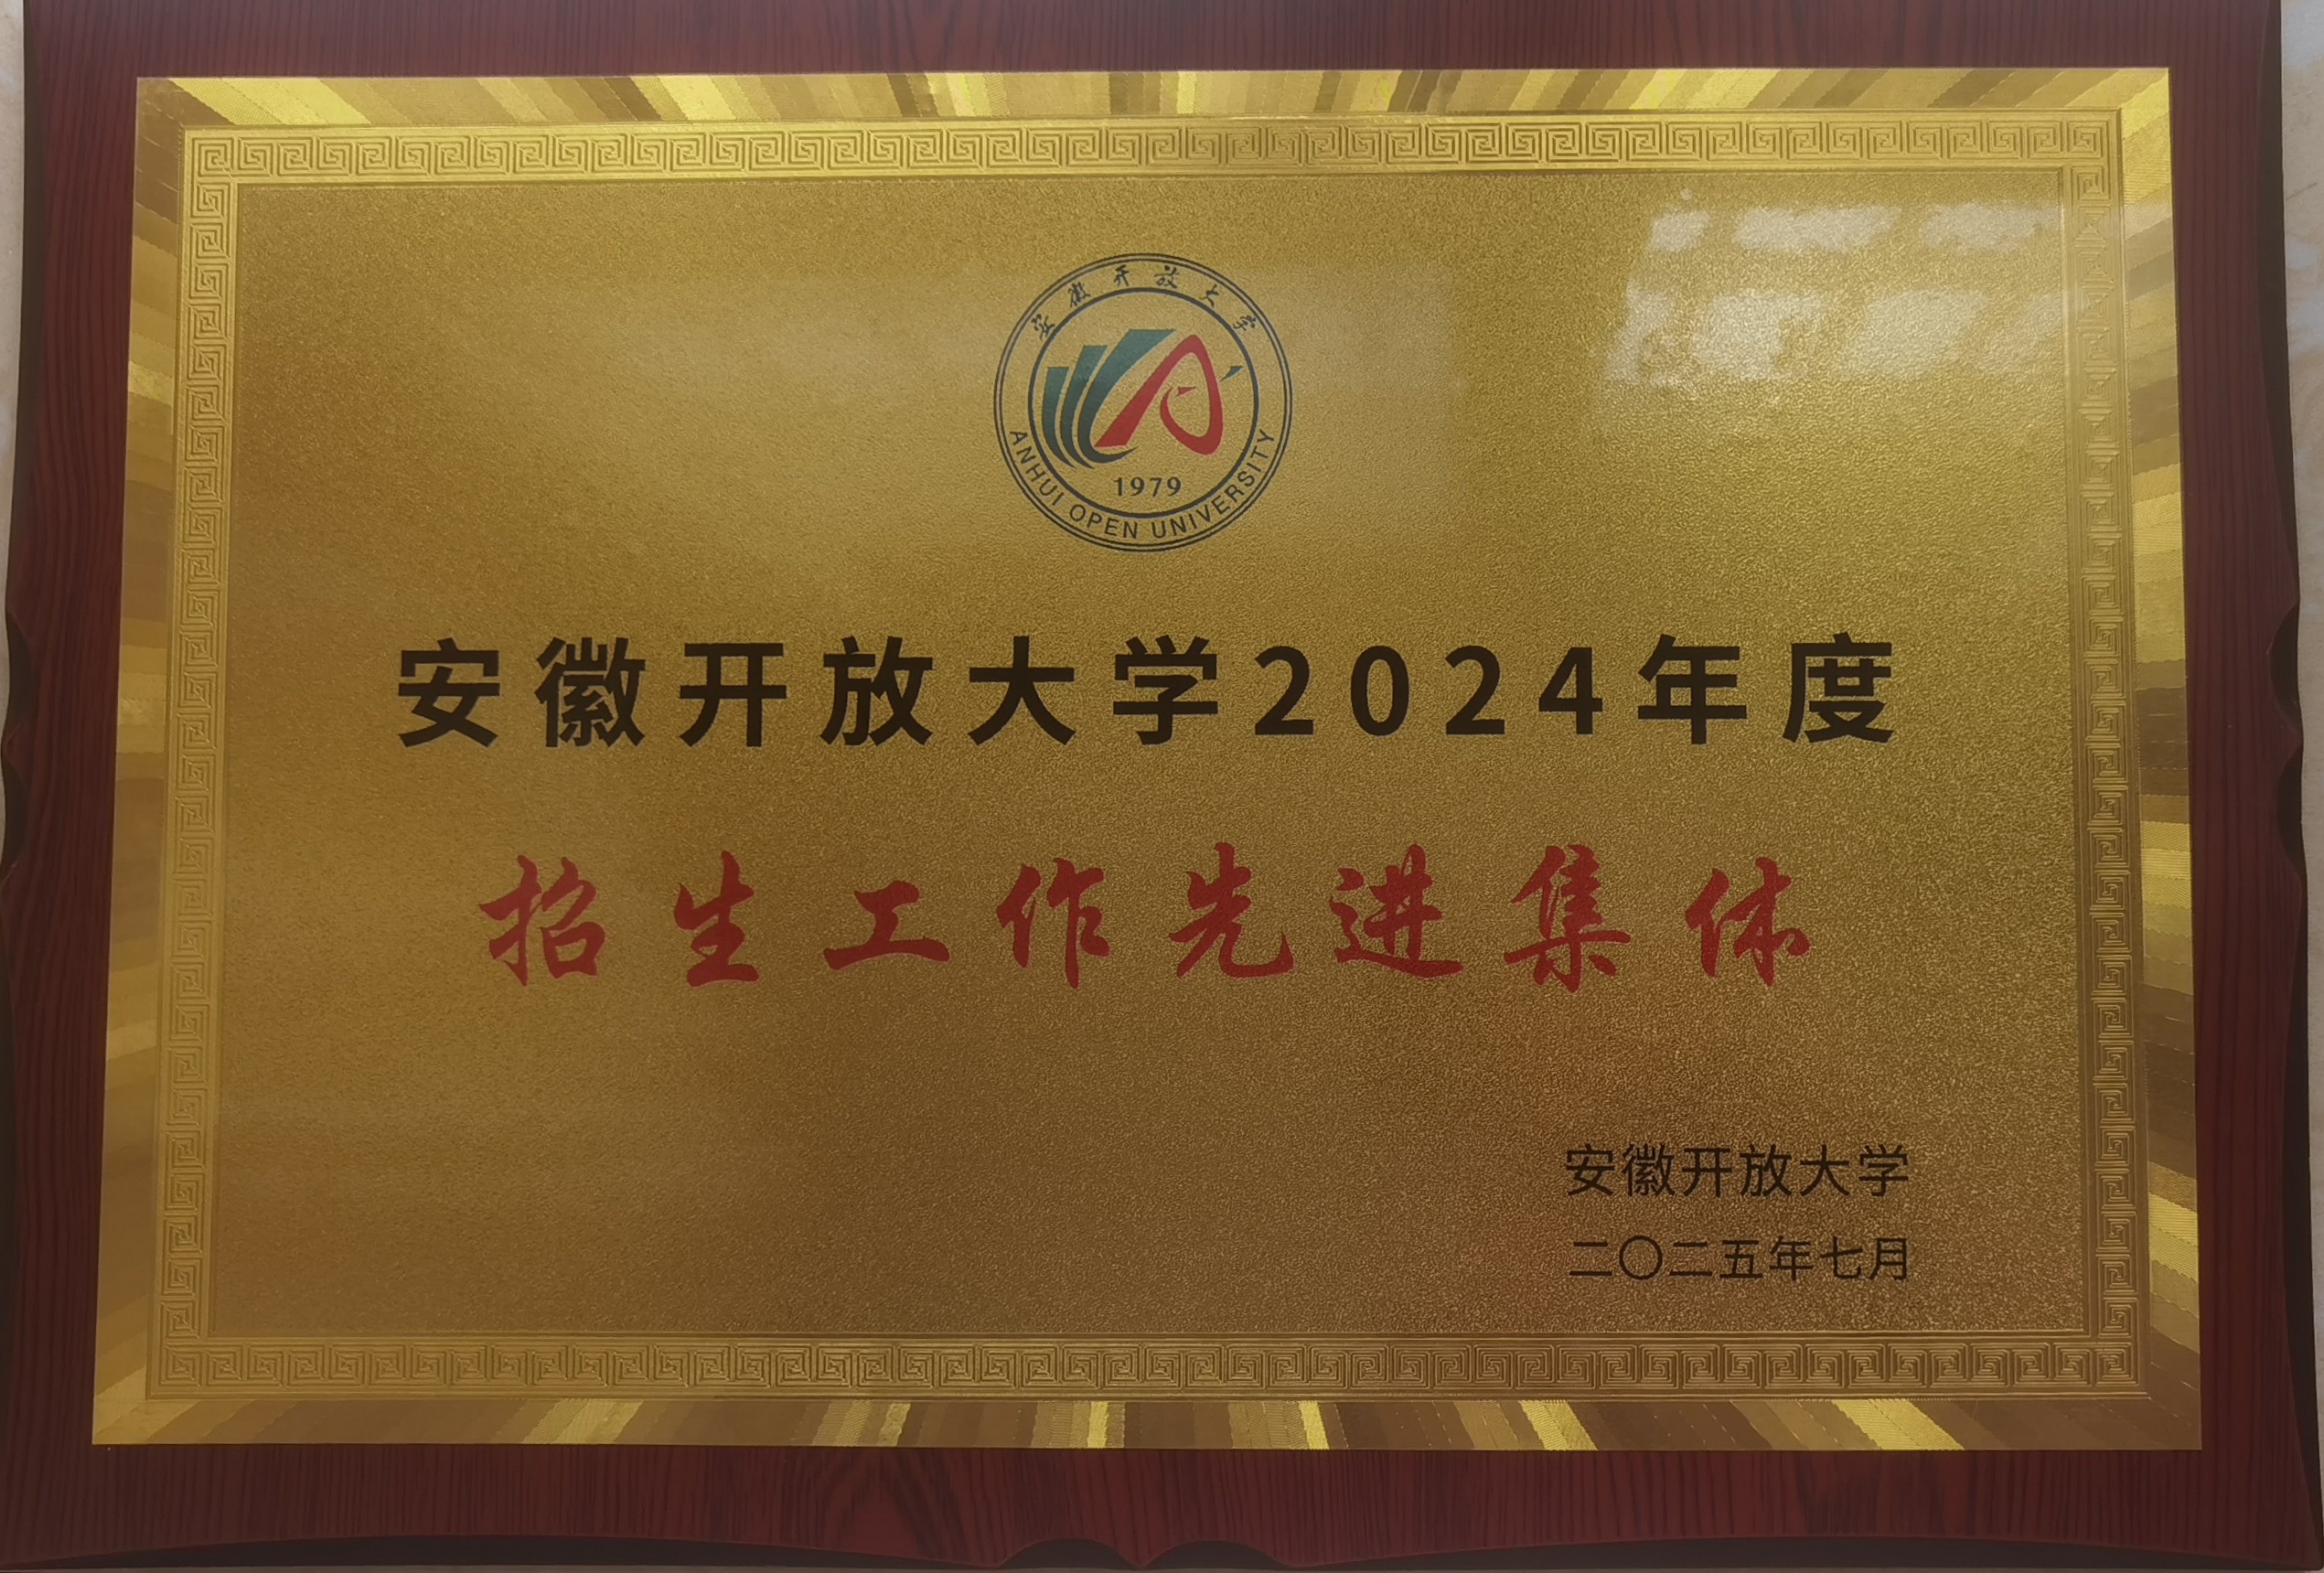 安徽开放大学
1979
ANHUI OPEN UNIVERSITY
安徽开放大学2024年度
招生工作先进集体
安徽开放大学
二〇二五年七月